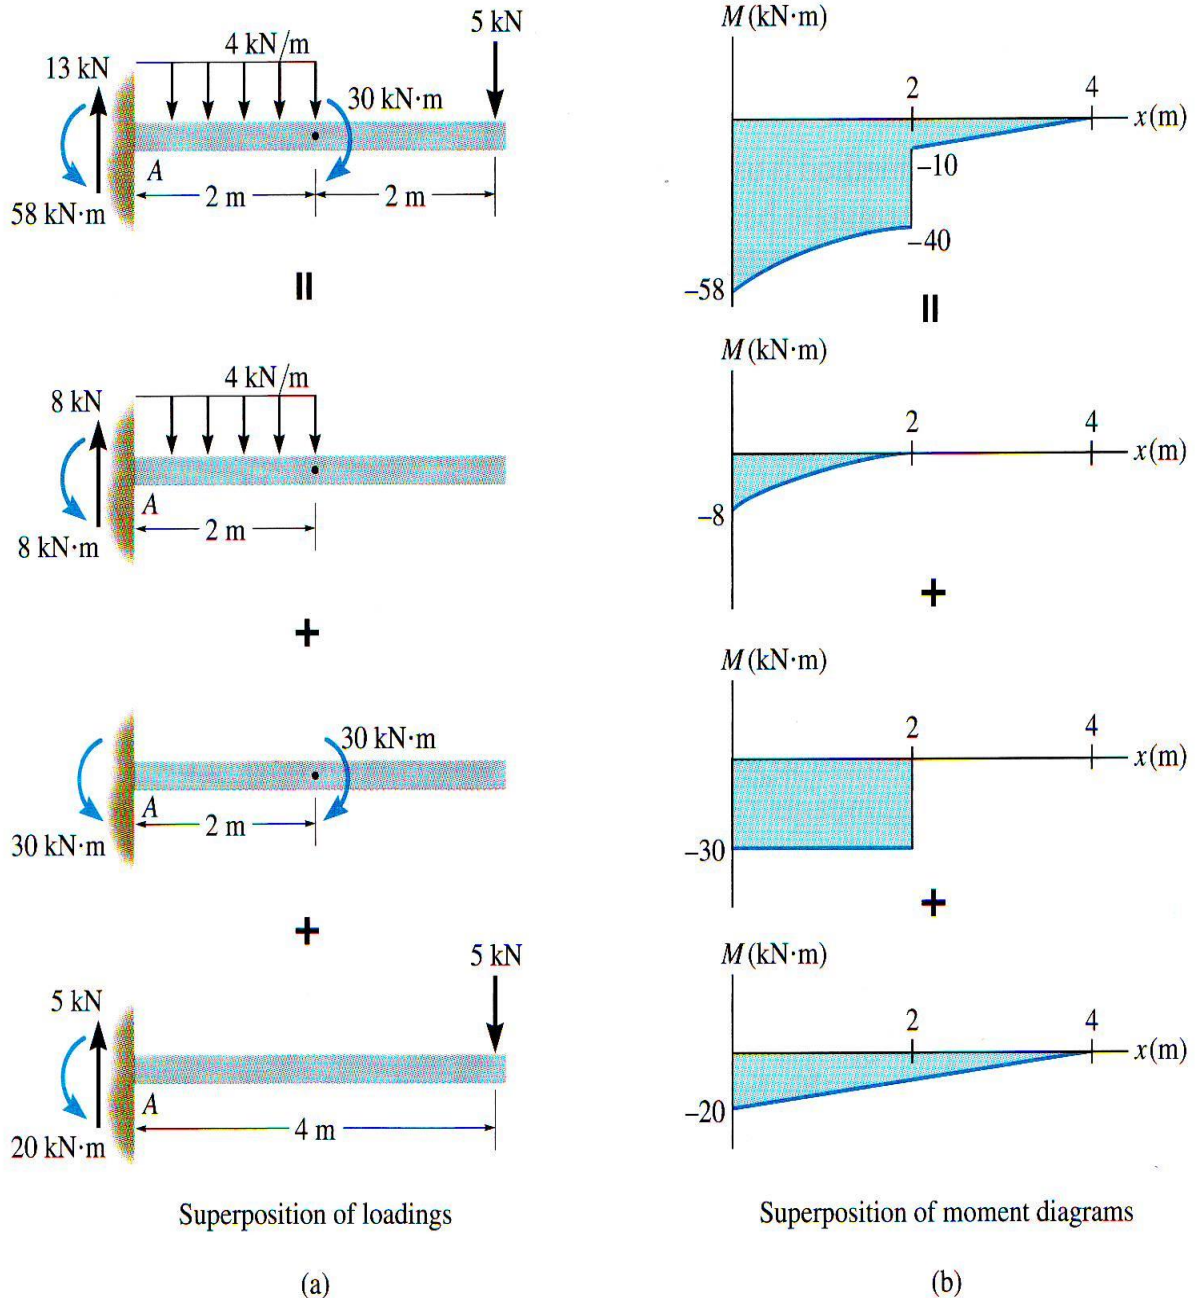 5 kN
4 kN/m
13 kN
30 kN·m
A
2 m
2 m
58 kN·m
=
4 kN/m
8 kN
A
2 m
8 kN·m
+
30 kN·m
A
2 m
30 kN·m
+
5 kN
5 kN
A
4 m
20 kN·m
Superposition of loadings
(a)
M (kN·m)
2
4
x(m)
–10
–40
–58
=
M (kN·m)
2
4
x(m)
–8
+
M (kN·m)
2
4
x(m)
–30
+
M (kN·m)
2
4
x(m)
–20
Superposition of moment diagrams
(b)